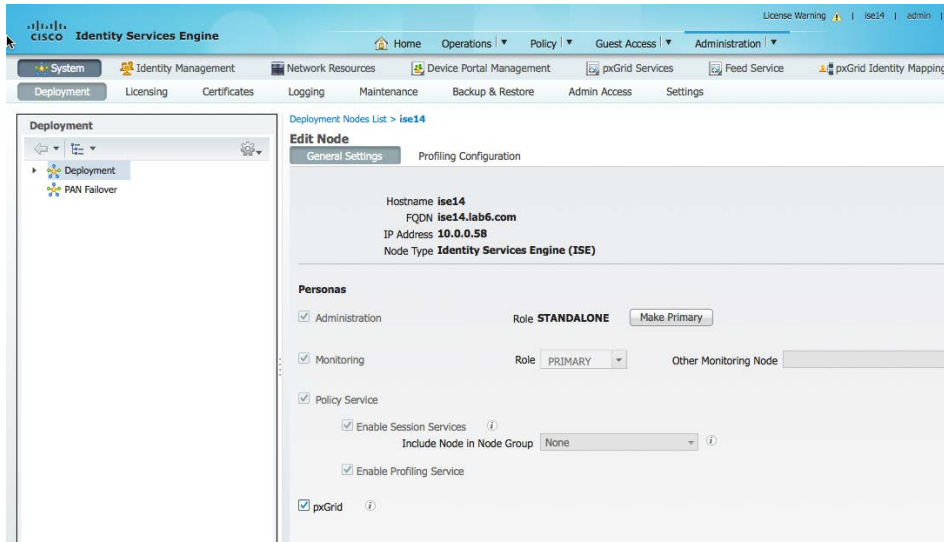 License Warning | ise14 | admin |
cisco Identity Services Engine
Home Operations Policy Guest Access Administration
System Identity Management Network Resources Device Portal Management pxGrid Services Feed Service pxGrid Identity Mapping
Deployment Licensing Certificates Logging Maintenance Backup & Restore Admin Access Settings
Deployment
Deployment
PAN Failover
Deployment Nodes List > ise14
Edit Node
General Settings Profiling Configuration
Hostname ise14
FQDN ise14.lab6.com
IP Address 10.0.0.58
Node Type Identity Services Engine (ISE)
Personas
Administration Role STANDALONE Make Primary
Monitoring Role PRIMARY Other Monitoring Node
Policy Service
Enable Session Services
Include Node in Node Group None
Enable Profiling Service
pxGrid